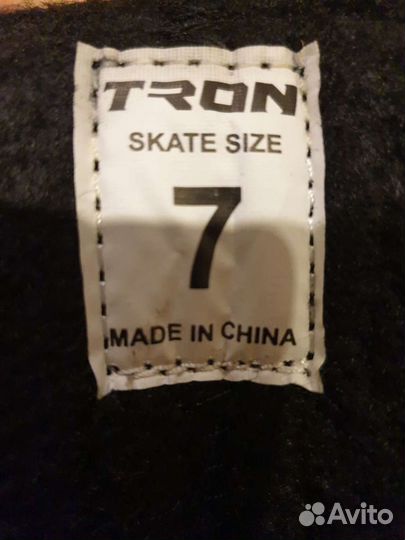 TRON
SKATE SIZE
7
MADE IN CHINA
Avito